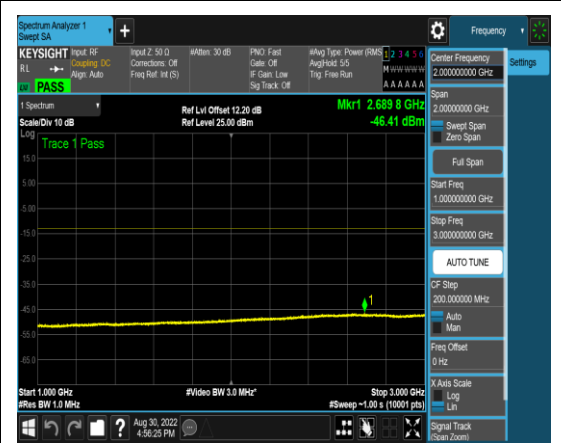 Spectrum Analyzer 1
Swept SA
+
Frequency
KEYSIGHT
Input: RF
Input Z: 50 Ω
#Atten: 30 dB
PNO: Fast
#Avg Type: Power (RMS
1 2 3 4 5 6
RL
Coupling: DC
Corrections: Off
Gate: Off
Avg|Hold: 5/5
M W W W W W
Align: Auto
Freq Ref: Int (S)
IF Gain: Low
Trig: Free Run
PASS
Sig Track: Off
A A A A A A
1 Spectrum
Ref Lvl Offset 12.20 dB
Mkr1 2.689 8 GHz
Scale/Div 10 dB
Ref Level 25.00 dBm
-46.41 dBm
Log
Trace 1 Pass
15.0
5.00
-5.00
-15.0
-25.0
-35.0
-45.0
-55.0
-65.0
1
Start 1.000 GHz
#Video BW 3.0 MHz*
Stop 3.000 GHz
#Res BW 1.0 MHz
#Sweep ~1.00 s (10001 pts)
Aug 30, 2022
4:56:25 PM
Center Frequency
2.000000000 GHz
Settings
Span
2.00000000 GHz
Swept Span
Zero Span
Full Span
Start Freq
1.000000000 GHz
Stop Freq
3.000000000 GHz
AUTO TUNE
CF Step
200.000000 MHz
Auto
Man
Freq Offset
0 Hz
X Axis Scale
Log
Lin
Signal Track
(Span Zoom)